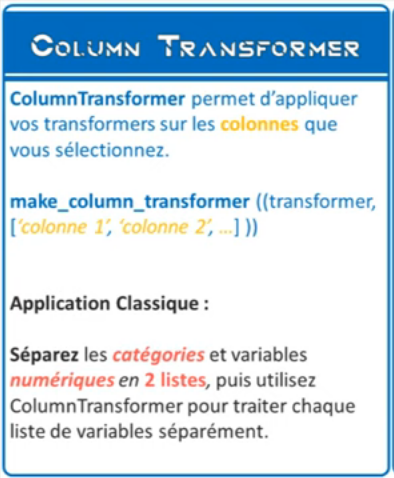 COLUMN TRANSFORMER
ColumnTransformer permet d'appliquer
vos transformers sur les colonnes que
vous sélectionnez.
make_column_transformer ((transformer,
['colonne 1', 'colonne 2', ...] ))
Application Classique :
Séparez les catégories et variables
numériques en 2 listes, puis utilisez
ColumnTransformer pour traiter chaque
liste de variables séparément.